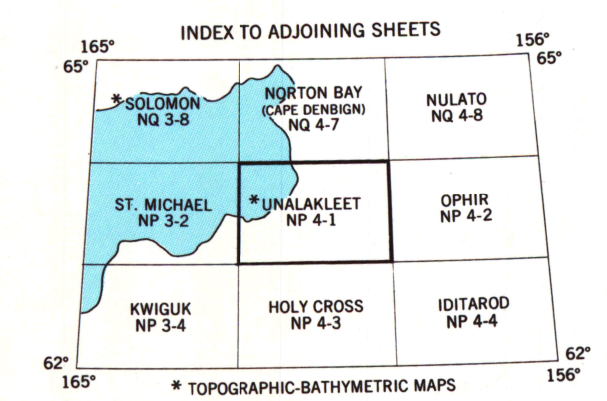 INDEX TO ADJOINING SHEETS
165°
156°
65°
65°
* SOLOMON
NQ 3-8
NORTON BAY
(CAPE DENBIGN)
NQ 4-7
NULATO
NQ 4-8
ST. MICHAEL
NP 3-2
* UNALAKLEET
NP 4-1
OPHIR
NP 4-2
KWIGUK
NP 3-4
HOLY CROSS
NP 4-3
IDITAROD
NP 4-4
62°
62°
165°
156°
* TOPOGRAPHIC-BATHYMETRIC MAPS